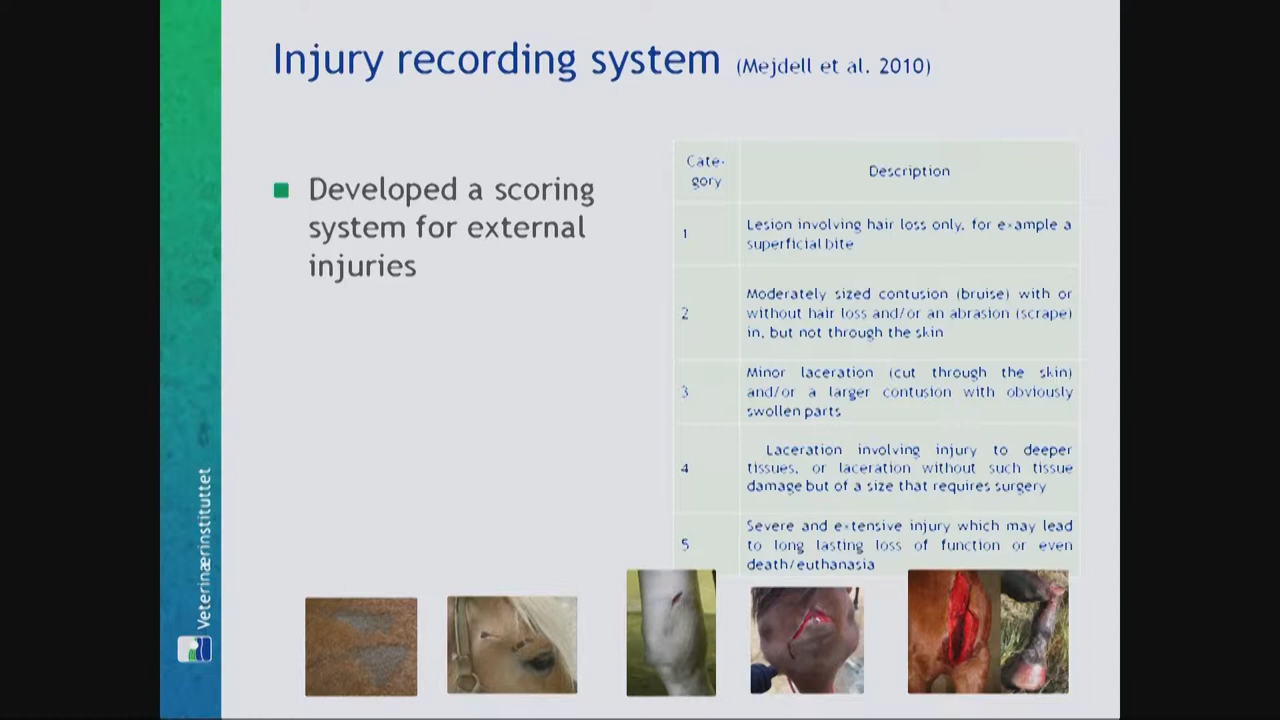 Injury recording system (Mejdell et al. 2010)
Developed a scoring
system for external
injuries
Cate-
gory
Description
1
Lesion involving hair loss only, for example a
superficial bite
2
Moderately sized contusion (bruise) with or
without hair loss and/or an abrasion (scrape)
in, but not through the skin
3
Minor laceration (cut through the skin)
and/or a larger contusion with obviously
swollen parts
4
Laceration involving injury to deeper
tissues, or laceration without such tissue
damage but of a size that requires surgery
5
Severe and extensive injury which may lead
to long lasting loss of function or even
death/euthanasia
Veterinærinstituttet